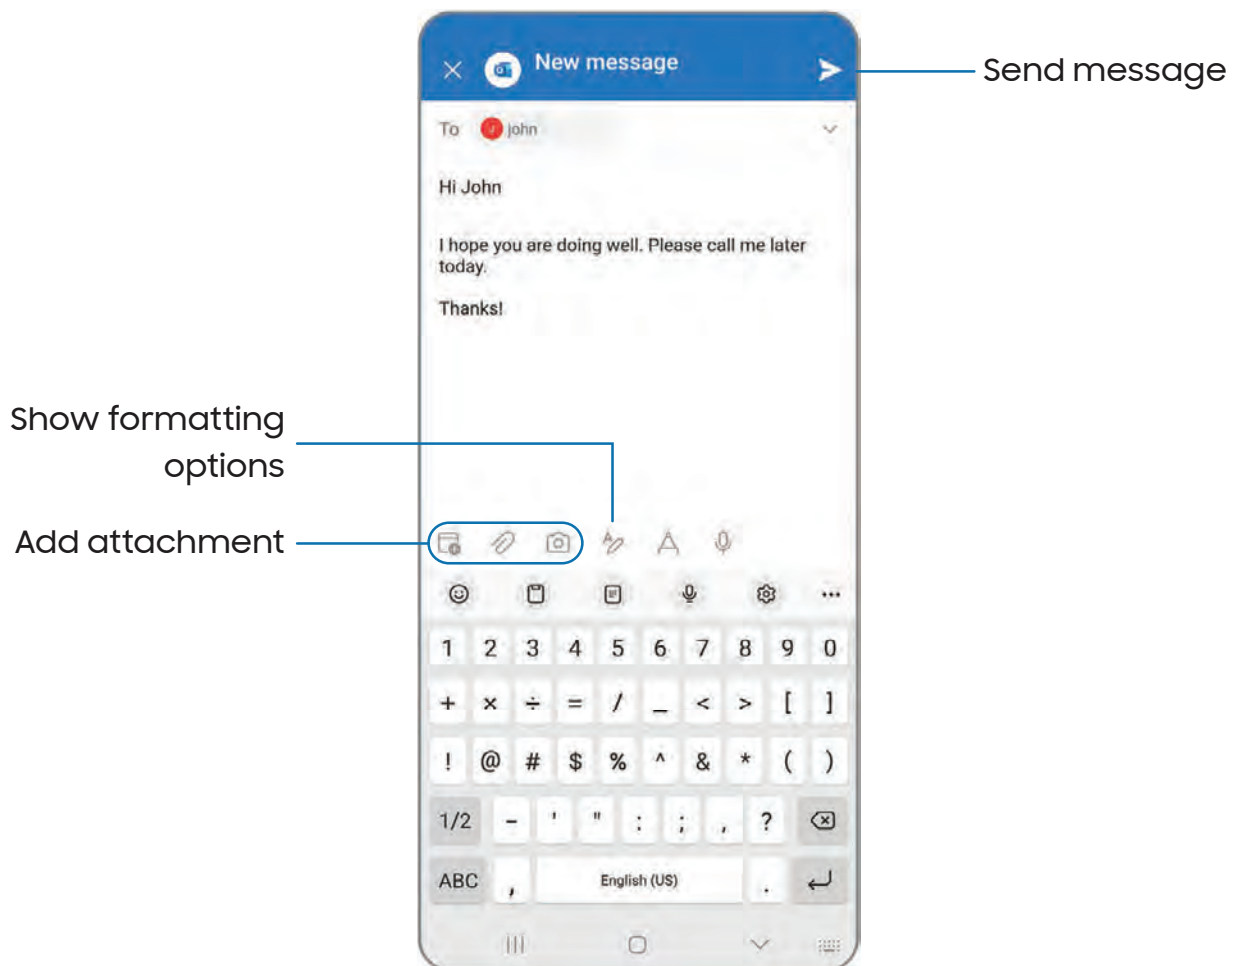 New message
Send message
To john
Hi John
I hope you are doing well. Please call me later
today.
Thanks!
Show formatting
options
Add attachment
1 2 3 4 5 6 7 8 9 0
+ × ÷ = / _ < > [ ]
! @ # $ % ^ & * ( )
1/2 - ' " : ; , ?
ABC , English (US) .